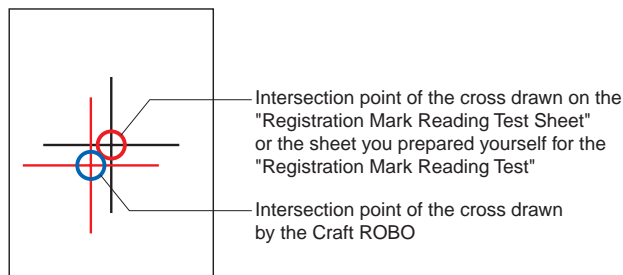 Intersection point of the cross drawn on the
"Registration Mark Reading Test Sheet"
or the sheet you prepared yourself for the
"Registration Mark Reading Test"
Intersection point of the cross drawn
by the Craft ROBO